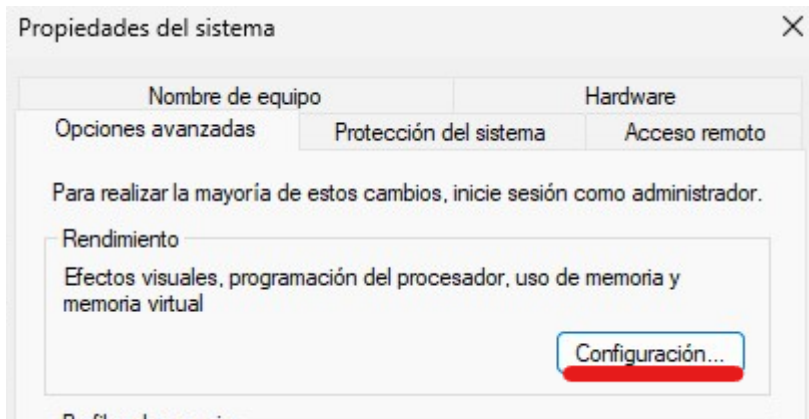 Propiedades del sistema
Nombre de equipo
Hardware
Opciones avanzadas
Protección del sistema
Acceso remoto
Para realizar la mayoría de estos cambios, inicie sesión como administrador.
Rendimiento
Efectos visuales, programación del procesador, uso de memoria y
memoria virtual
Configuración...